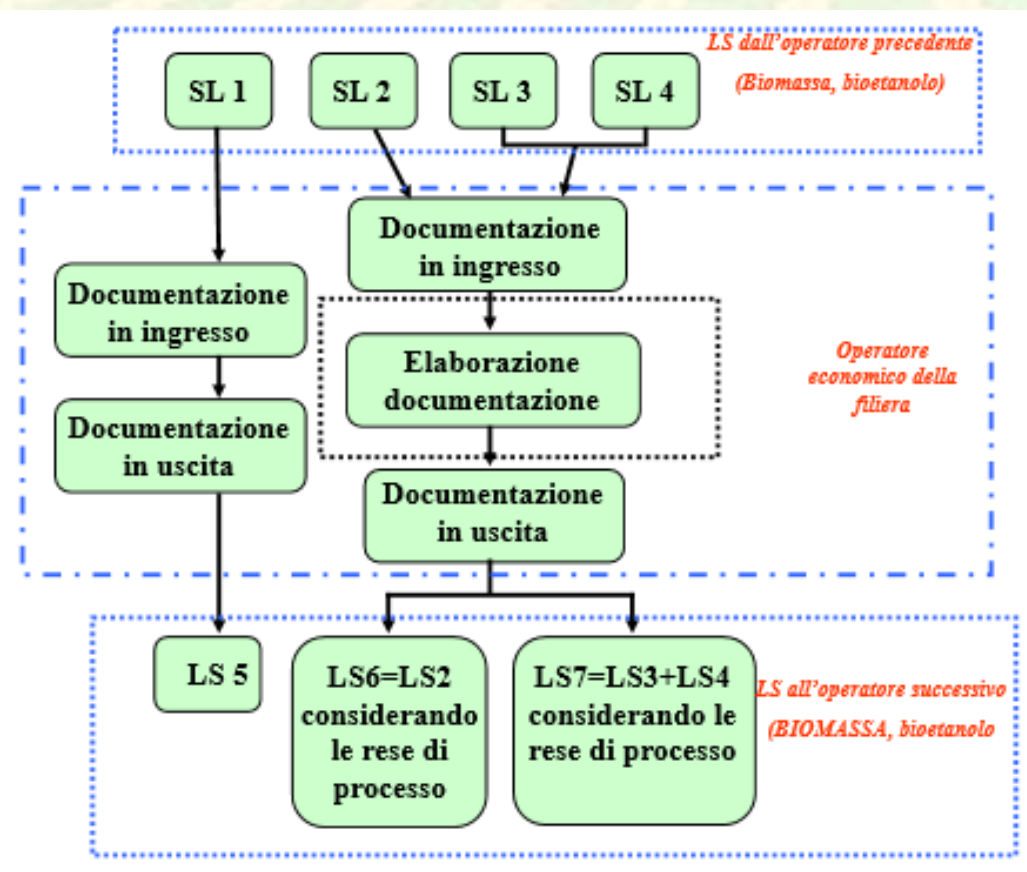 LS dall'operatore precedente
(Biomassa, bioetanolo)
SL 1
SL 2
SL 3
SL 4
Documentazione
in ingresso
Documentazione
in ingresso
Elaborazione
documentazione
Operatore
economico della
filiera
Documentazione
in uscita
Documentazione
in uscita
LS 5
LS6=LS2
considerando
le rese di
processo
LS7=LS3+LS4
considerando le
rese di processo
LS all'operatore successivo
(BIOMASSA, bioetanolo